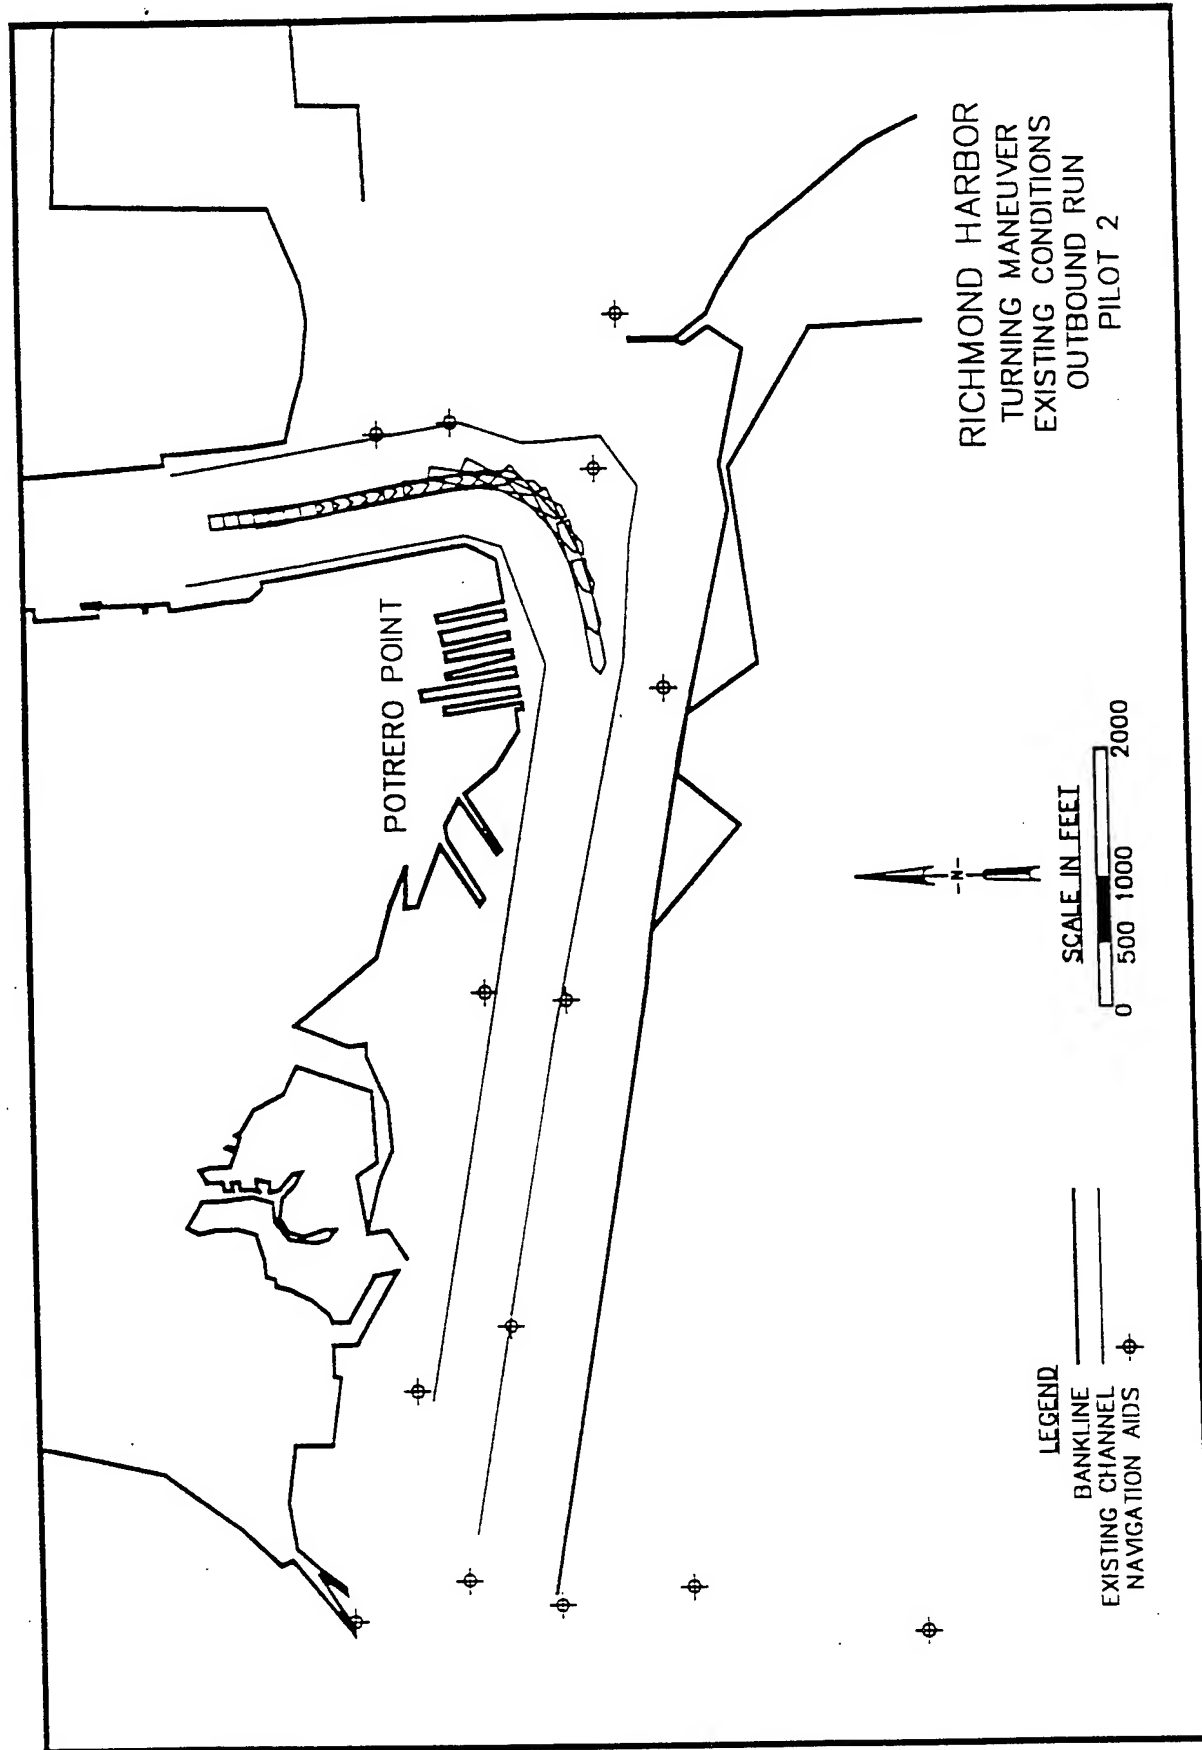 POTRERO POINT
RICHMOND HARBOR
TURNING MANEUVER
EXISTING CONDITIONS
OUTBOUND RUN
PILOT 2
-N-
SCALE IN FEET
0 500 1000 2000
LEGEND
BANKLINE
EXISTING CHANNEL
NAVIGATION AIDS